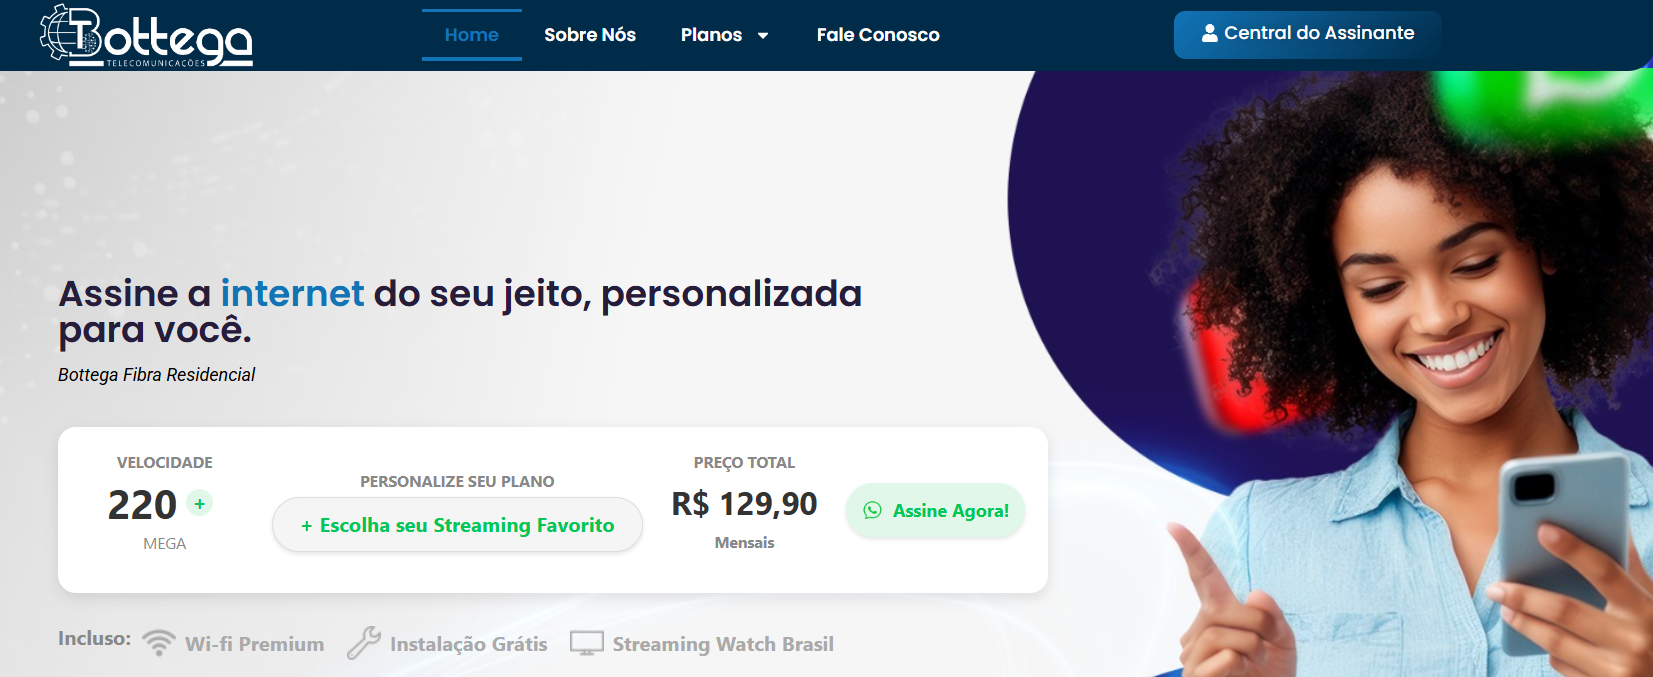 Bottega
TELECOMUNICAÇÕES
Home
Sobre Nós
Planos
Fale Conosco
Central do Assinante
Assine a internet do seu jeito, personalizada
para você.
Bottega Fibra Residencial
VELOCIDADE
220 +
MEGA
PERSONALIZE SEU PLANO
+ Escolha seu Streaming Favorito
PREÇO TOTAL
R$ 129,90
Mensais
Assine Agora!
Incluso:
Wi-fi Premium
Instalação Grátis
Streaming Watch Brasil